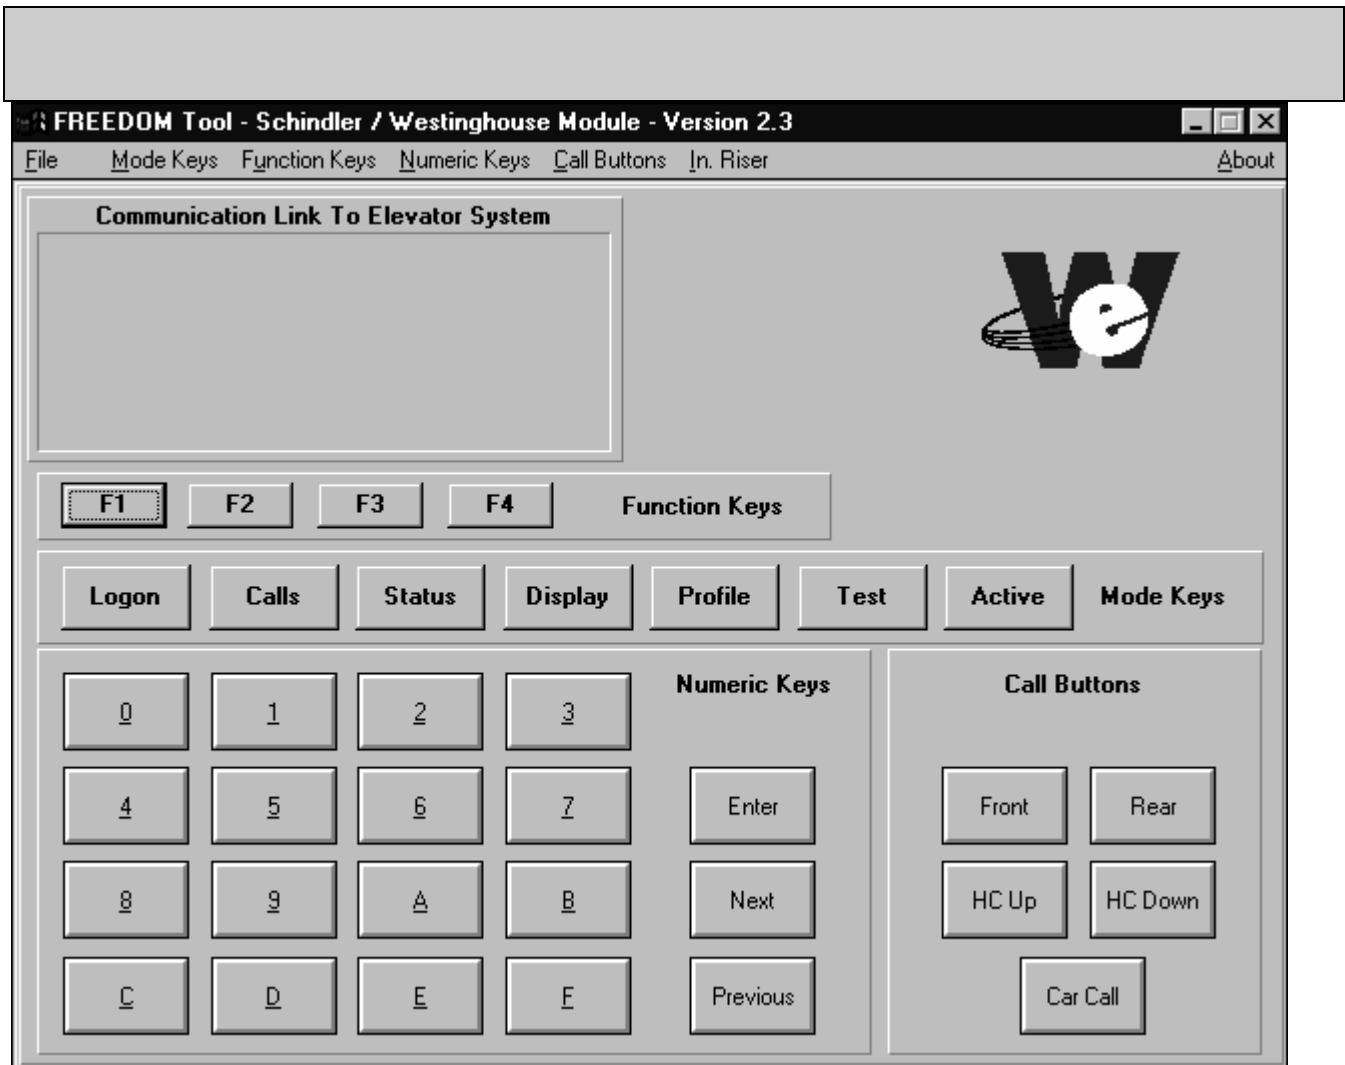 FREEDOM Tool - Schindler / Westinghouse Module - Version 2.3
File Mode Keys Function Keys Numeric Keys Call Buttons In. Riser About
Communication Link To Elevator System
We
F1 F2 F3 F4 Function Keys
Logon Calls Status Display Profile Test Active Mode Keys
Numeric Keys Call Buttons
0 1 2 3
4 5 6 7 Enter Front Rear
8 9 A B Next HC Up HC Down
C D E F Previous Car Call